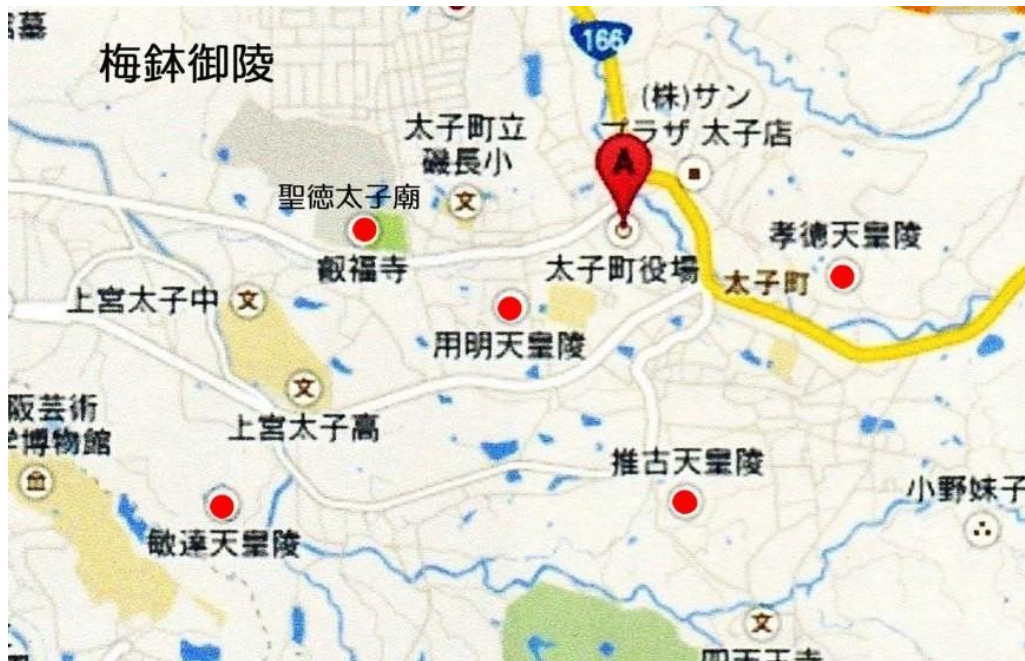 梅鉢御陵
166
(株)サン
プラザ 太子店
太子町立
磯長小
A
聖徳太子廟
文
叡福寺
太子町役場
孝徳天皇陵
太子町
上宮太子中
文
用明天皇陵
文
上宮太子高
阪芸術
博物館
推古天皇陵
小野妹子
敏達天皇陵
文